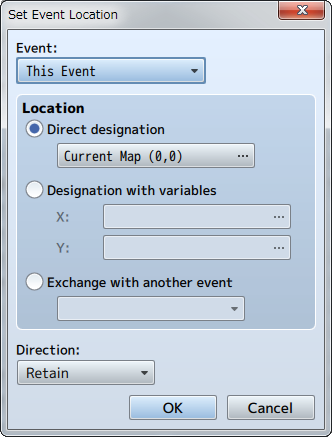 Set Event Location
Event:
This Event
Location
Direct designation
Current Map (0,0) ...
Designation with variables
X: ...
Y: ...
Exchange with another event
Direction:
Retain
OK Cancel